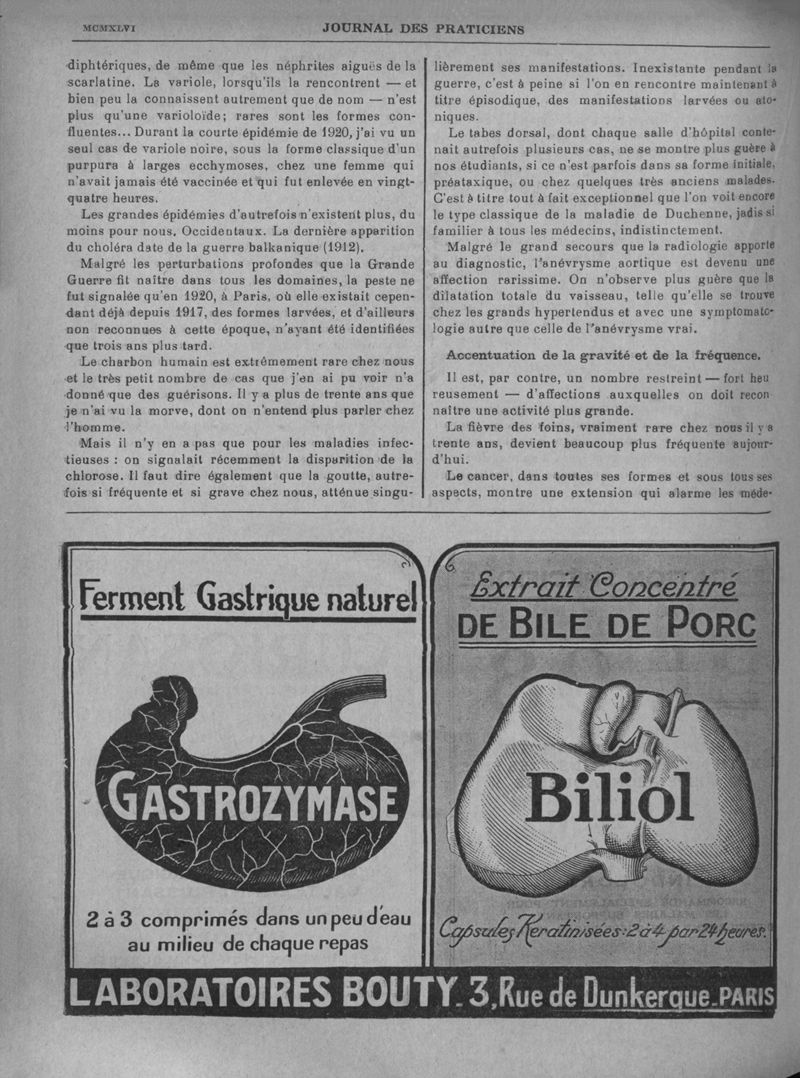 MCMXLVI
JOURNAL DES PRATICIENS
diphtériques, de même que les néphrites aiguës de la
scarlatine. La variole, lorsqu'ils la rencontrent — et
bien peu la connaissent autrement que de nom — n'est
plus qu'une varioloïde; rares sont les formes con-
fluentes... Durant la courte épidémie de 1920, j'ai vu un
seul cas de variole noire, sous la forme classique d'un
purpura à larges ecchymoses, chez une femme qui
n'avait jamais été vaccinée et qui fut enlevée en vingt-
quatre heures.
Les grandes épidémies d'autrefois n'existent plus, du
moins pour nous, Occidentaux. La dernière apparition
du choléra date de la guerre balkanique (1912).
Malgré les perturbations profondes que la Grande
Guerre fit naître dans tous les domaines, la peste ne
fut signalée qu'en 1920, à Paris, où elle existait cepen-
dant déjà depuis 1917, des formes larvées, et d'ailleurs
non reconnues à cette époque, n'ayant été identifiées
que trois ans plus tard.
Le charbon humain est extrêmement rare chez nous
et le très petit nombre de cas que j'en ai pu voir n'a
donné que des guérisons. Il y a plus de trente ans que
je n'ai vu la morve, dont on n'entend plus parler chez
l'homme.
Mais il n'y en a pas que pour les maladies infec-
tieuses : on signalait récemment la disparition de la
chlorose. Il faut dire également que la goutte, autre-
fois si fréquente et si grave chez nous, atténue singu-
lièrement ses manifestations. Inexistante pendant la
guerre, c'est à peine si l'on en rencontre maintenant à
titre épisodique, des manifestations larvées ou ato-
niques.
Le tabes dorsal, dont chaque salle d'hôpital conte-
nait autrefois plusieurs cas, ne se montre plus guère à
nos étudiants, si ce n'est parfois dans sa forme initiale,
préataxique, ou chez quelques très anciens malades.
C'est à titre tout à fait exceptionnel que l'on voit encore
le type classique de la maladie de Duchenne, jadis si
familier à tous les médecins, indistinctement.
Malgré le grand secours que la radiologie apporte
au diagnostic, l'anévrysme aortique est devenu une
affection rarissime. On n'observe plus guère que la
dilatation totale du vaisseau, telle qu'elle se trouve
chez les grands hypertendus et avec une symptomato-
logie autre que celle de l'anévrysme vrai.
Accentuation de la gravité et de la fréquence.
Il est, par contre, un nombre restreint — fort heu
reusement — d'affections auxquelles on doit recon
naître une activité plus grande.
La fièvre des foins, vraiment rare chez nous il y a
trente ans, devient beaucoup plus fréquente aujour-
d'hui.
Le cancer, dans toutes ses formes et sous tous ses
aspects, montre une extension qui alarme les méde-
Ferment Gastrique naturel
GASTROZYMASE
2 à 3 comprimés dans un peu d'eau
au milieu de chaque repas
Extrait Concentré
DE BILE DE PORC
Biliol
Capsules Keratinisées: 2 à 4 par 24 heures.
LABORATOIRES BOUTY. 3, Rue de Dunkerque. PARIS